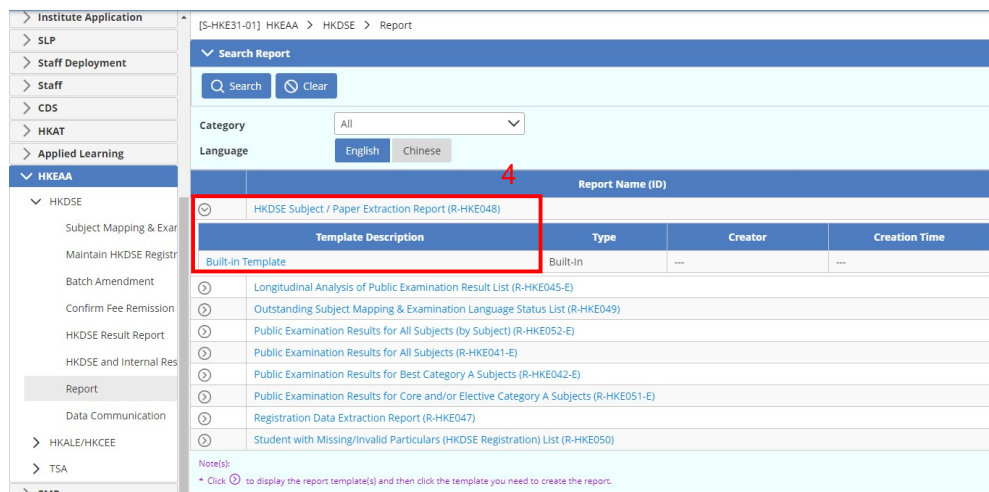 Institute Application
SLP
Staff Deployment
Staff
CDS
HKAT
Applied Learning
HKEAA
HKDSE
Subject Mapping & Exar
Maintain HKDSE Registr
Batch Amendment
Confirm Fee Remission
HKDSE Result Report
HKDSE and Internal Res
Report
Data Communication
HKALE/HKCEE
TSA
[S-HKE31-01] HKEAA > HKDSE > Report
Search Report
Search Clear
Category All
Language English Chinese
4
Report Name (ID)
HKDSE Subject / Paper Extraction Report (R-HKE048)
Template Description Type Creator Creation Time
Built-in Template Built-In --- ---
Longitudinal Analysis of Public Examination Result List (R-HKE045-E)
Outstanding Subject Mapping & Examination Language Status List (R-HKE049)
Public Examination Results for All Subjects (by Subject) (R-HKE052-E)
Public Examination Results for All Subjects (R-HKE041-E)
Public Examination Results for Best Category A Subjects (R-HKE042-E)
Public Examination Results for Core and/or Elective Category A Subjects (R-HKE051-E)
Registration Data Extraction Report (R-HKE047)
Student with Missing/Invalid Particulars (HKDSE Registration) List (R-HKE050)
Note(s):
* Click to display the report template(s) and then click the template you need to create the report.